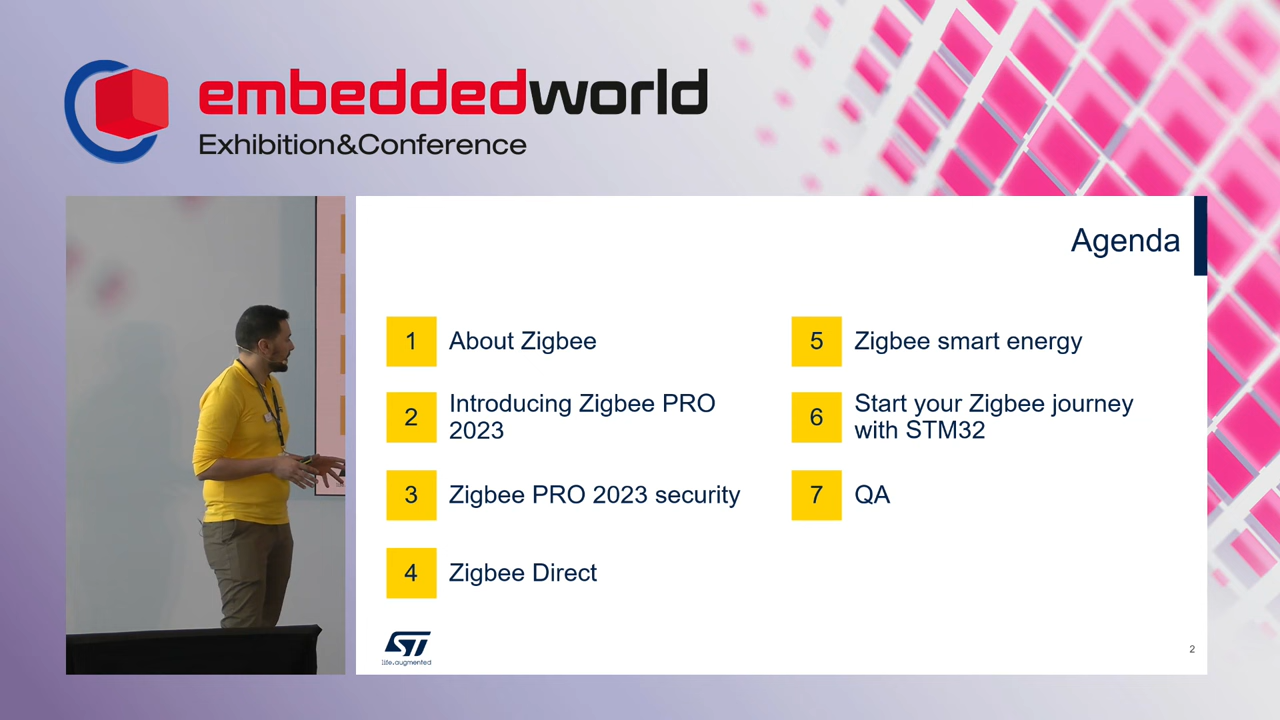 embeddedworld
Exhibition&Conference
Agenda
1 About Zigbee
2 Introducing Zigbee PRO
2023
3 Zigbee PRO 2023 security
4 Zigbee Direct
5 Zigbee smart energy
6 Start your Zigbee journey
with STM32
7 QA
ST
life.augmented
2